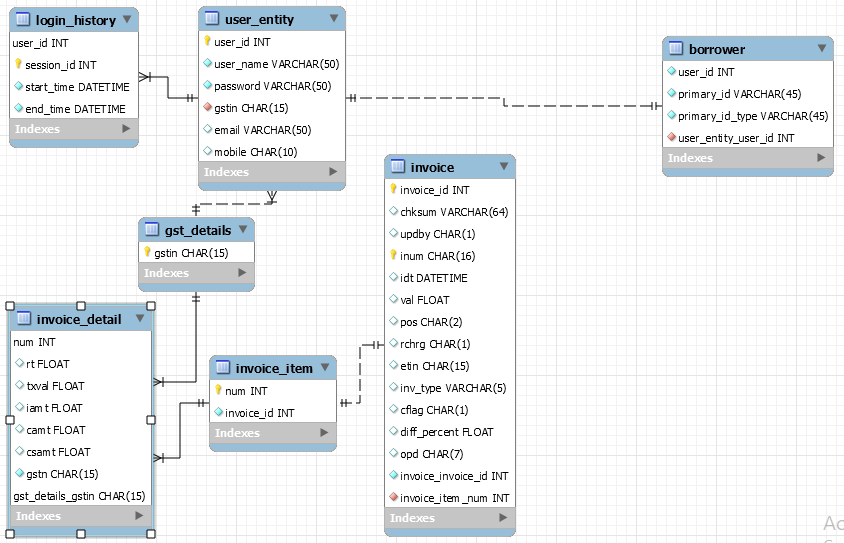 login_history
user_id INT
session_id INT
start_time DATETIME
end_time DATETIME
Indexes
user_entity
user_id INT
user_name VARCHAR(50)
password VARCHAR(50)
gstin CHAR(15)
email VARCHAR(50)
mobile CHAR(10)
Indexes
borrower
user_id INT
primary_id VARCHAR(45)
primary_id_type VARCHAR(45)
user_entity_user_id INT
Indexes
gst_details
gstin CHAR(15)
Indexes
invoice
invoice_id INT
chksum VARCHAR(64)
updby CHAR(1)
inum CHAR(16)
idt DATETIME
val FLOAT
pos CHAR(2)
rchrg CHAR(1)
etin CHAR(15)
inv_type VARCHAR(5)
cflag CHAR(1)
diff_percent FLOAT
opd CHAR(7)
invoice_invoice_id INT
invoice_item_num INT
Indexes
invoice_detail
num INT
rt FLOAT
txval FLOAT
iamt FLOAT
camt FLOAT
csamt FLOAT
gstn CHAR(15)
gst_details_gstin CHAR(15)
Indexes
invoice_item
num INT
invoice_id INT
Indexes